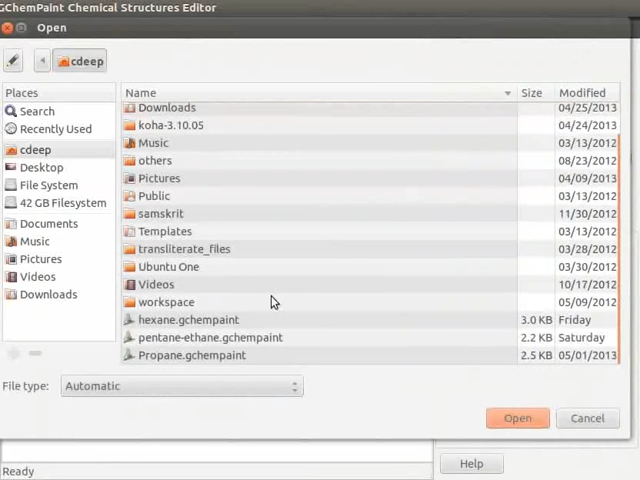 GChemPaint Chemical Structures Editor
Open
cdeep
Places
Name Size Modified
Search
Recently Used
cdeep
Desktop
File System
42 GB Filesystem
Documents
Music
Pictures
Videos
Downloads
Downloads 04/25/2013
koha-3.10.05 04/24/2013
Music 03/13/2012
others 08/23/2012
Pictures 04/09/2013
Public 03/13/2012
samskrit 11/30/2012
Templates 03/13/2012
transliterate_files 03/28/2012
Ubuntu One 03/30/2012
Videos 10/17/2012
workspace 05/09/2012
hexane.gchempaint 3.0 KB Friday
pentane-ethane.gchempaint 2.2 KB Saturday
Propane.gchempaint 2.5 KB 05/01/2013
File type: Automatic
Open Cancel
Help
Ready